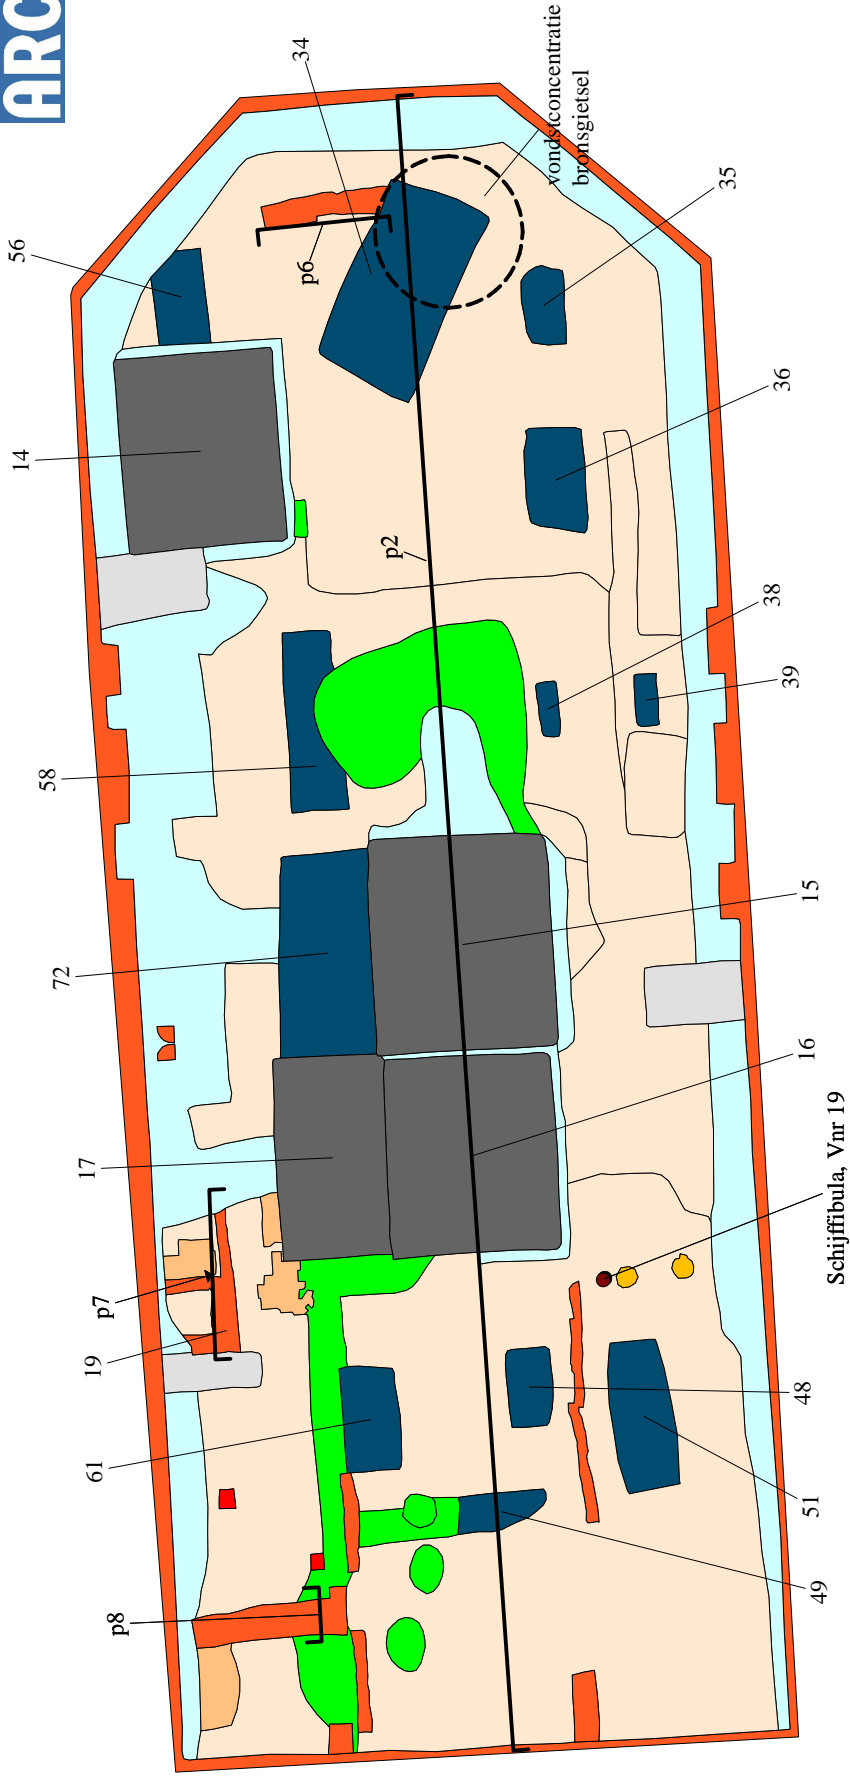 ARC
34
vondstconcentratie
bronsgietsel
35
56
p6
14
36
p2
38
39
58
15
72
16
17
Schijffibula, Vnr 19
p7
19
48
61
51
49
p8